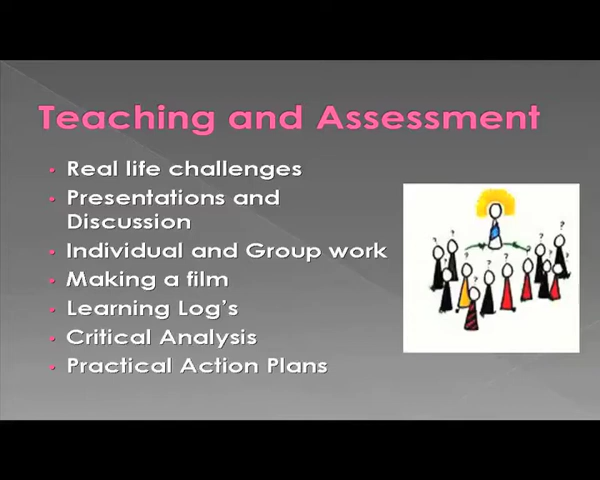 Teaching and Assessment
• Real life challenges
• Presentations and
Discussion
• Individual and Group work
• Making a film
• Learning Log's
• Critical Analysis
• Practical Action Plans